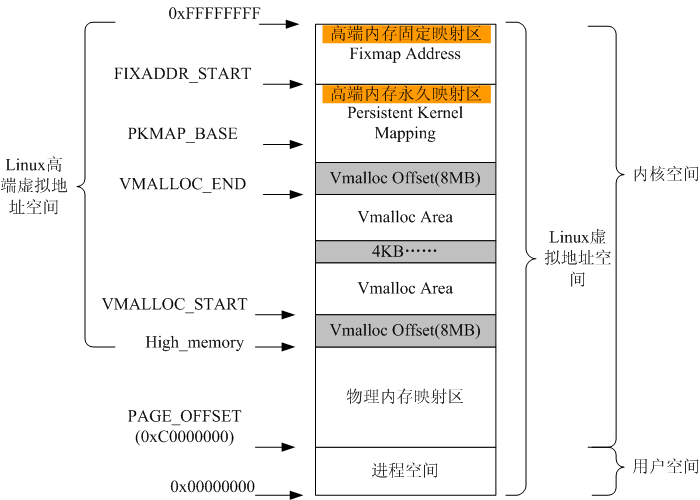 0xFFFFFFFF
高端内存固定映射区
Fixmap Address
FIXADDR_START
高端内存永久映射区
Persistent Kernel
Mapping
PKMAP_BASE
Linux高
端虚拟地
址空间
VMALLOC_END
Vmalloc Offset(8MB)
内核空间
Vmalloc Area
Linux虚
拟地址空
间
4KB……
Vmalloc Area
VMALLOC_START
Vmalloc Offset(8MB)
High_memory
物理内存映射区
PAGE_OFFSET
(0xC0000000)
进程空间
用户空间
0x00000000